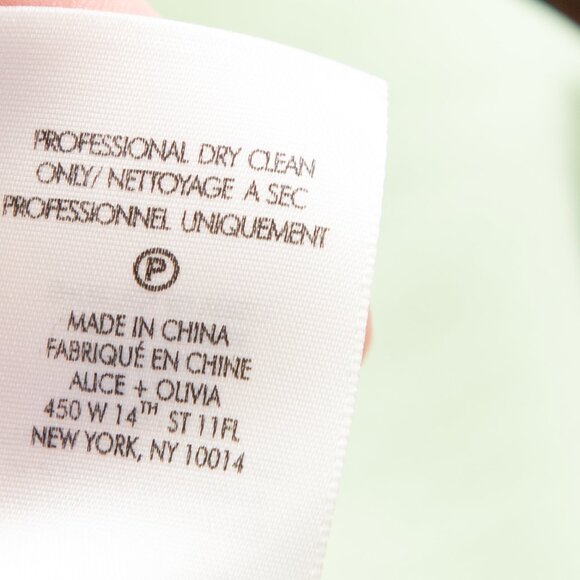 PROFESSIONAL DRY CLEAN
ONLY/ NETTOYAGE A SEC
PROFESSIONNEL UNIQUEMENT
P
MADE IN CHINA
FABRIQUÉ EN CHINE
ALICE + OLIVIA
450 W 14TH ST 11FL
NEW YORK, NY 10014